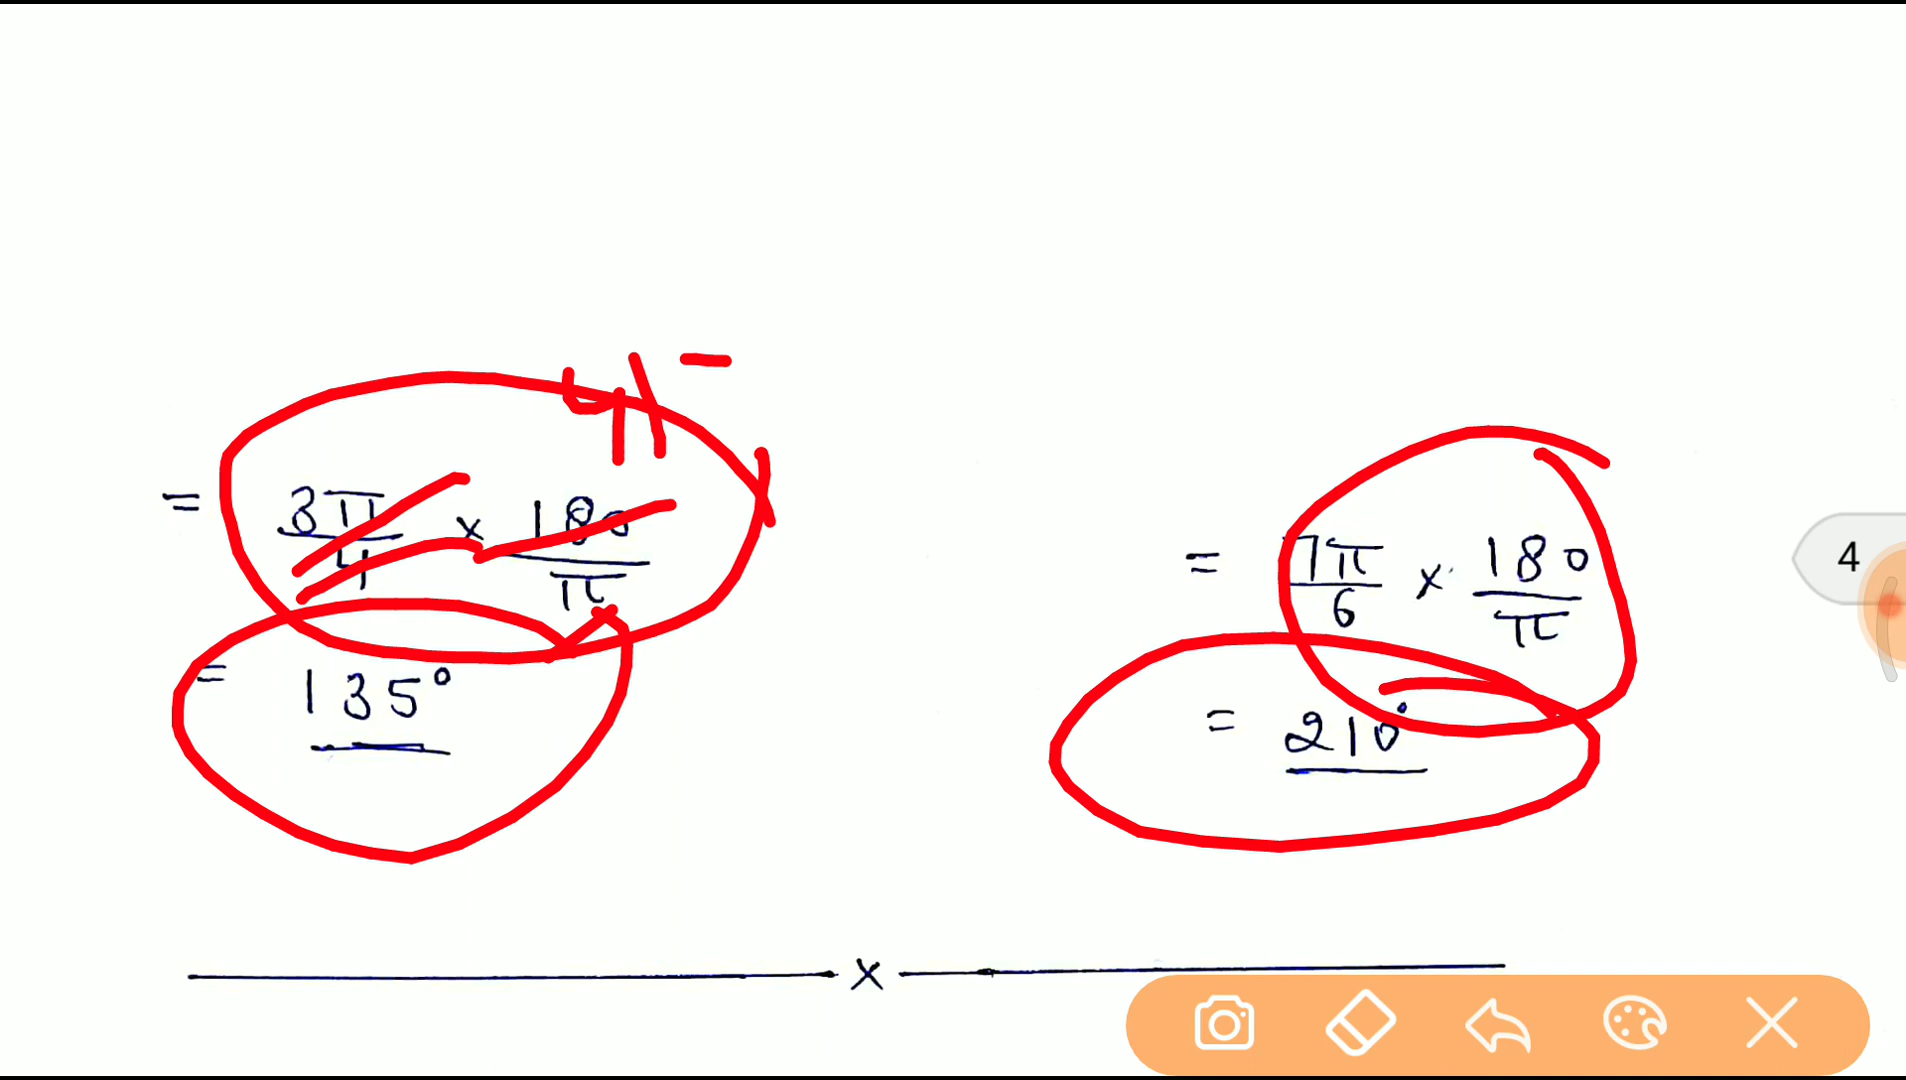 = 3π/4 × 180/π
= 135°
= 7π/6 × 180/π
= 210°
x
4